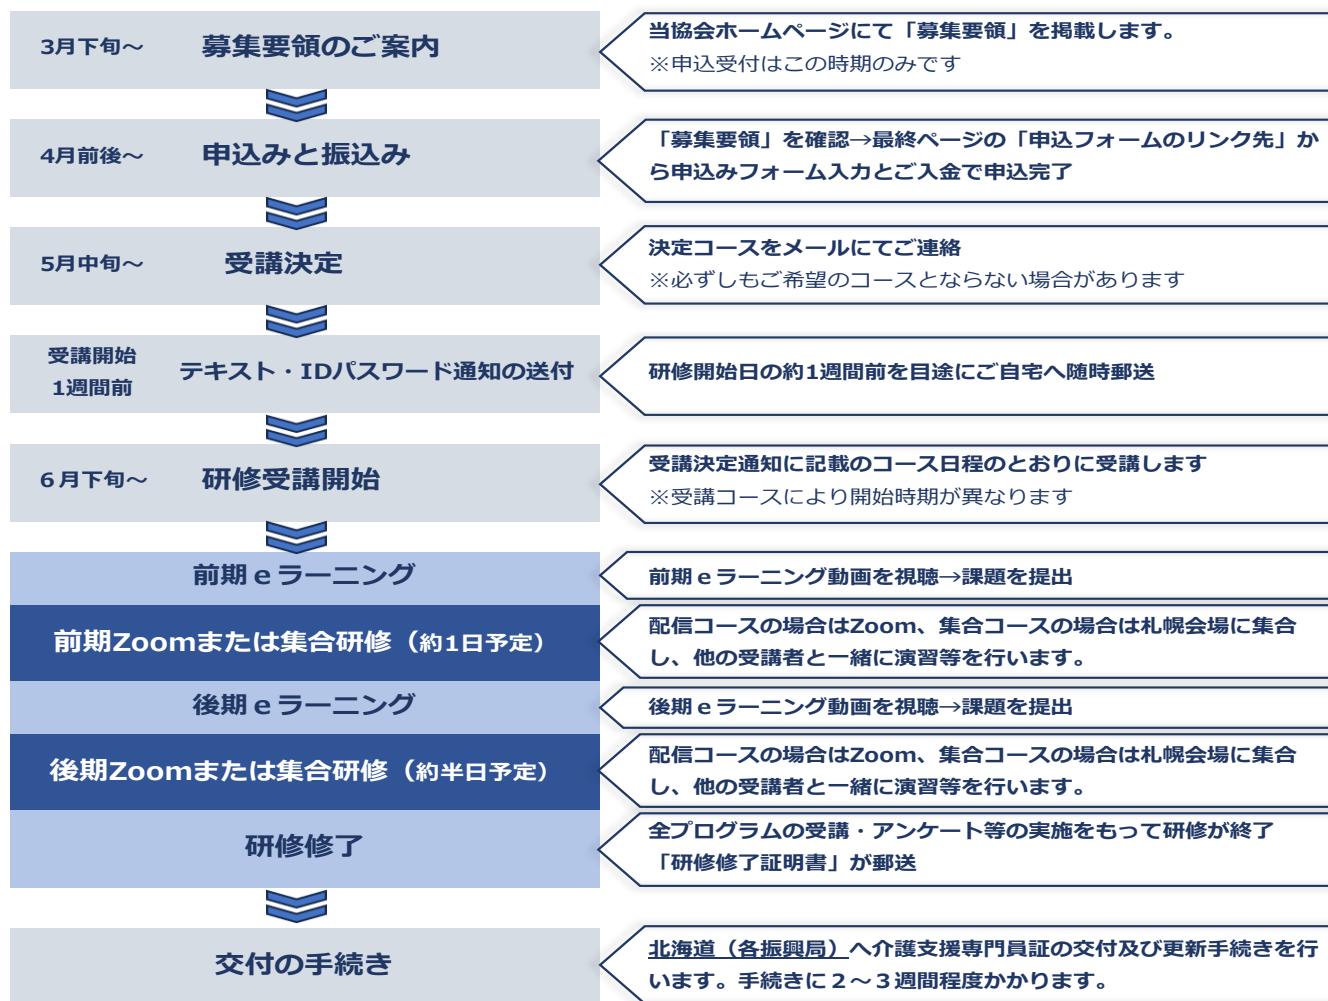 3月下旬～ 募集要領のご案内
当協会ホームページにて「募集要領」を掲載します。
※申込受付はこの時期のみです
4月前後～ 申込みと振込み
「募集要領」を確認→最終ページの「申込フォームのリンク先」か
ら申込みフォーム入力とご入金で申込完了
5月中旬～ 受講決定
決定コースをメールにてご連絡
※必ずしもご希望のコースとならない場合があります
受講開始
1週間前
テキスト・IDパスワード通知の送付
研修開始日の約1週間前を目途にご自宅へ随時郵送
６月下旬～ 研修受講開始
受講決定通知に記載のコース日程のとおりに受講します
※受講コースにより開始時期が異なります
前期ｅラーニング
前期ｅラーニング動画を視聴→課題を提出
前期Zoomまたは集合研修（約1日予定）
配信コースの場合はZoom、集合コースの場合は札幌会場に集合
し、他の受講者と一緒に演習等を行います。
後期ｅラーニング
後期ｅラーニング動画を視聴→課題を提出
後期Zoomまたは集合研修（約半日予定）
配信コースの場合はZoom、集合コースの場合は札幌会場に集合
し、他の受講者と一緒に演習等を行います。
研修修了
全プログラムの受講・アンケート等の実施をもって研修が終了
「研修修了証明書」が郵送
交付の手続き
北海道（各振興局）へ介護支援専門員証の交付及び更新手続きを行
います。手続きに２～３週間程度かかります。